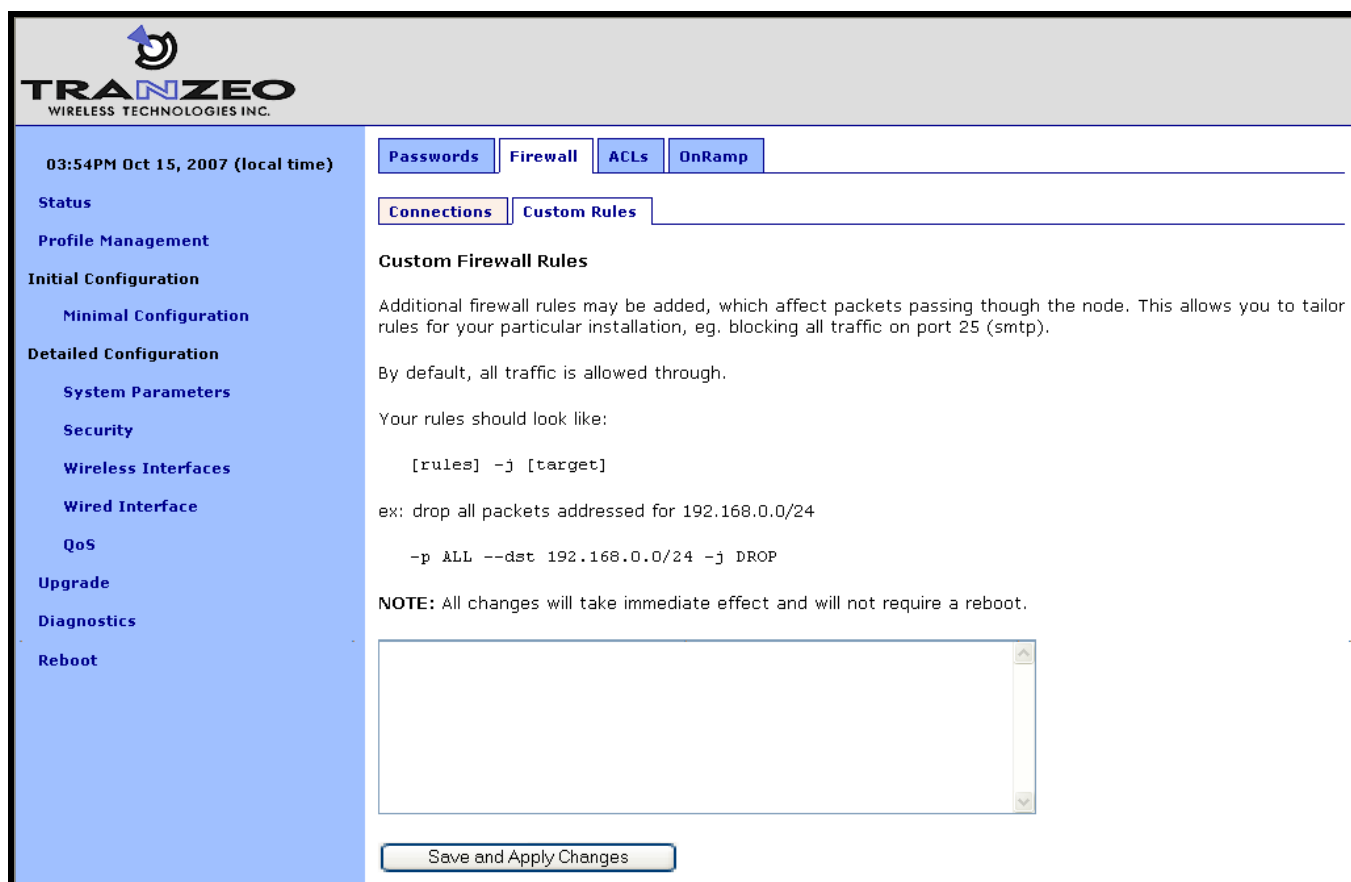 TRANZEO
WIRELESS TECHNOLOGIES INC.
03:54PM Oct 15, 2007 (local time)
Status
Profile Management
Initial Configuration
Minimal Configuration
Detailed Configuration
System Parameters
Security
Wireless Interfaces
Wired Interface
QoS
Upgrade
Diagnostics
Reboot
Passwords Firewall ACLs OnRamp
Connections Custom Rules
Custom Firewall Rules
Additional firewall rules may be added, which affect packets passing though the node. This allows you to tailor
rules for your particular installation, eg. blocking all traffic on port 25 (smtp).
By default, all traffic is allowed through.
Your rules should look like:
[rules] -j [target]
ex: drop all packets addressed for 192.168.0.0/24
-p ALL --dst 192.168.0.0/24 -j DROP
NOTE: All changes will take immediate effect and will not require a reboot.
Save and Apply Changes